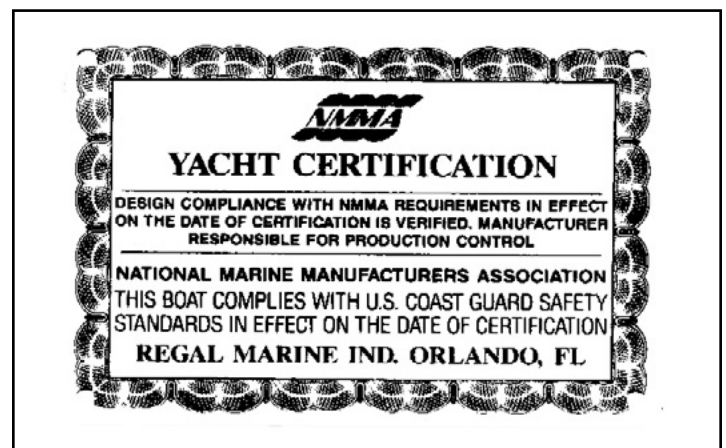 NMMA
YACHT CERTIFICATION
DESIGN COMPLIANCE WITH NMMA REQUIREMENTS IN EFFECT
ON THE DATE OF CERTIFICATION IS VERIFIED. MANUFACTURER
RESPONSIBLE FOR PRODUCTION CONTROL
NATIONAL MARINE MANUFACTURERS ASSOCIATION
THIS BOAT COMPLIES WITH U.S. COAST GUARD SAFETY
STANDARDS IN EFFECT ON THE DATE OF CERTIFICATION
REGAL MARINE IND. ORLANDO, FL